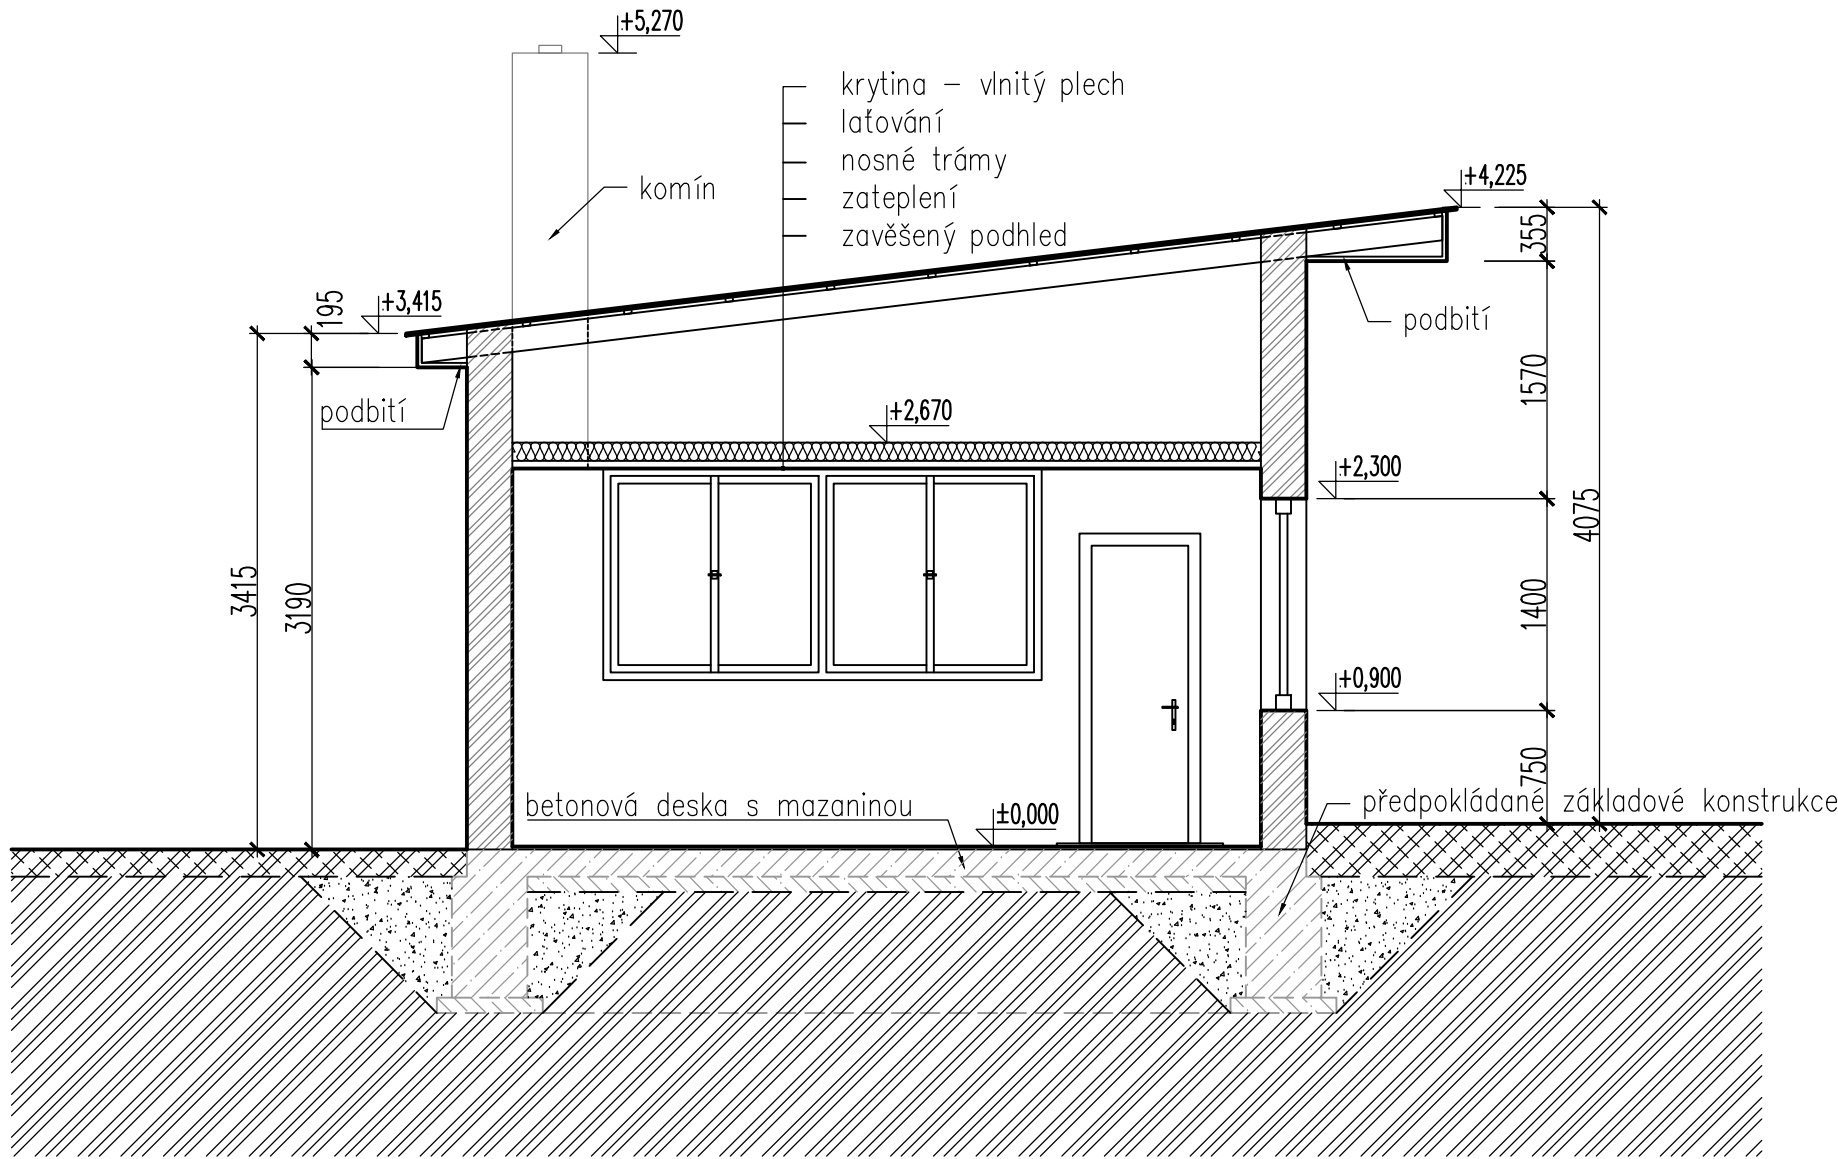 +5,270
krytina – vlnitý plech
laťování
nosné trámy
zateplení
zavěšený podhled
komín
+4,225
355
195
+3,415
podbití
podbití
1570
+2,670
+2,300
4075
3415
3190
1400
+0,900
750
betonová deska s mazaninou
±0,000
předpokládané základové konstrukce